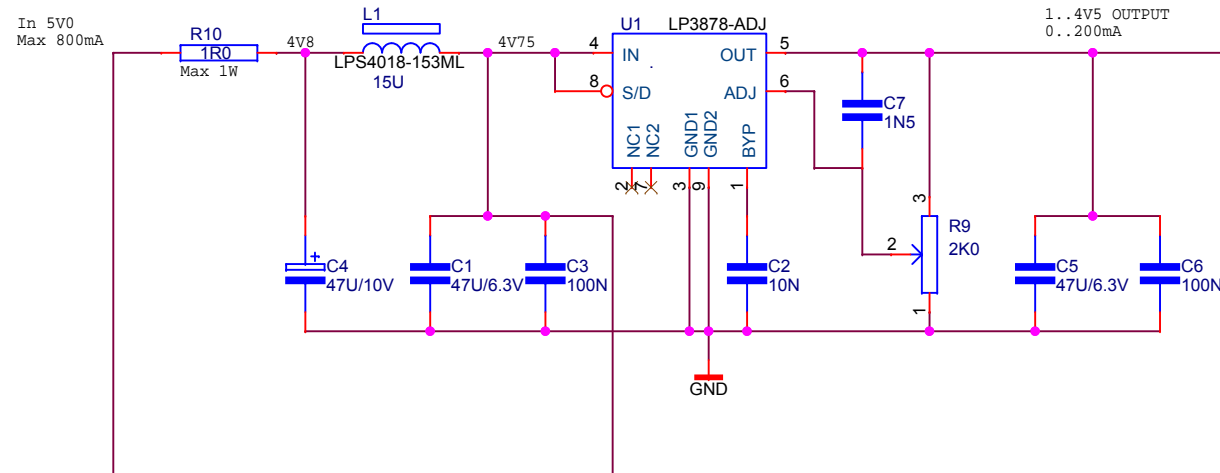 In 5V0
Max 800mA
R10
1R0
Max 1W
4V8
L1
LPS4018-153ML
15U
4V75
U1
LP3878-ADJ
4
IN
OUT
5
8
S/D
ADJ
6
NC1
NC2
GND1
GND2
BYP
2
7
3
9
1
1..4V5 OUTPUT
0..200mA
C7
1N5
3
R9
2K0
2
1
C4
47U/10V
C1
47U/6.3V
C3
100N
C2
10N
C5
47U/6.3V
C6
100N
GND